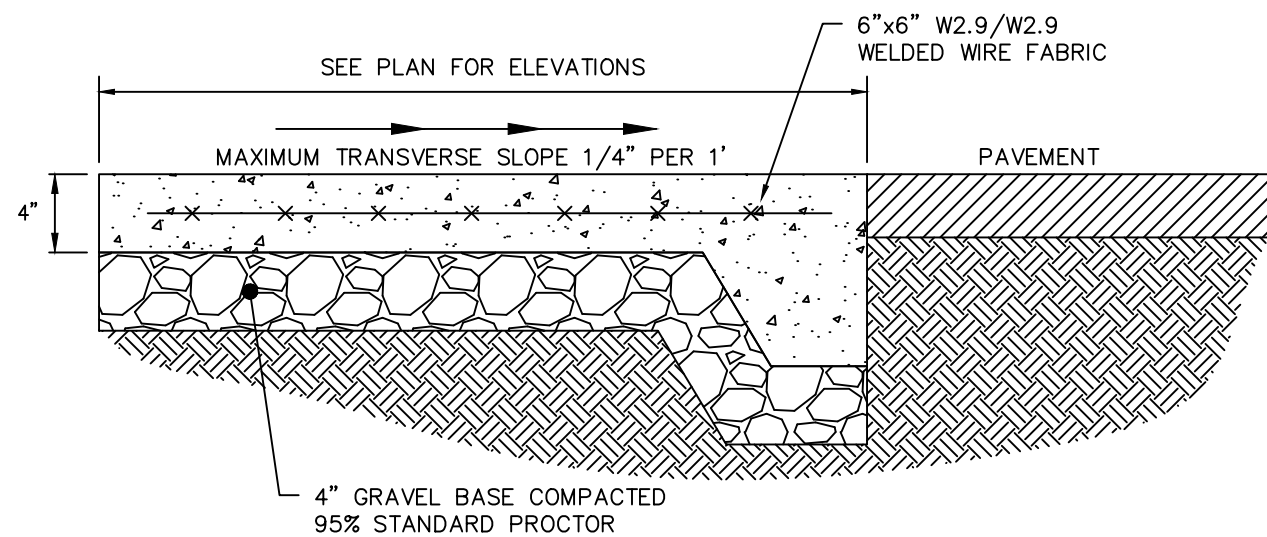 6”x6” W2.9/W2.9
WELDED WIRE FABRIC
SEE PLAN FOR ELEVATIONS
MAXIMUM TRANSVERSE SLOPE 1/4” PER 1'
PAVEMENT
4”
4” GRAVEL BASE COMPACTED
95% STANDARD PROCTOR